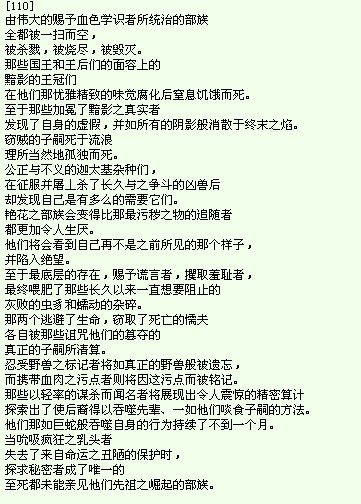 [110]
由伟大的赐予血色学识者所统治的部族
全都被一扫而空，
被杀戮，被烧尽，被毁灭。
那些国王和王后们的面容上的
黯影的王冠们
在他们那优雅精致的味觉腐化后窒息饥饿而死。
至于那些加冕了黯影之真实者
发现了自身的虚假，并如所有的阴影般消散于终末之焰。
窃贼的子嗣死于流浪
理所当然地孤独而死。
公正与不义的迦太基杂种们，
在征服并屠宰杀了长久与之争斗的凶兽后
却发现自己是有多么的需要它们。
艳花之部族会变得比那最污秽之物的追随者
都更加令人生厌。
他们将会看到自己再不是之前所见的那个样子，
并陷入绝望。
至于最底层的存在，赐予谎言者，攫取羞耻者，
最终喂肥了那些长久以来一直想要阻止的
灰败的虫豸和蠕动的杂碎。
那两个逃避了生命，窃取了死亡的懦夫
各自被那些诅咒他们的篡夺的
真正的子嗣所清算。
忍受野兽之标记者将如真正的野兽般被遗忘，
而携带血肉之污点者则将因这污点而被铭记。
那些以轻率的谋杀而闻名者将展现出令人震惊的精密算计
探索出了使后裔得以吞噬先辈、一如他们啖食子嗣的方法。
他们那如巨蛇般吞噬自身的行为持续了不到一个月。
当吮吸疯狂之乳头者
失去了来自命运之丑陋的保护时，
探求秘密者成了唯一的
至死都未能亲见他们先祖之崛起的部族。